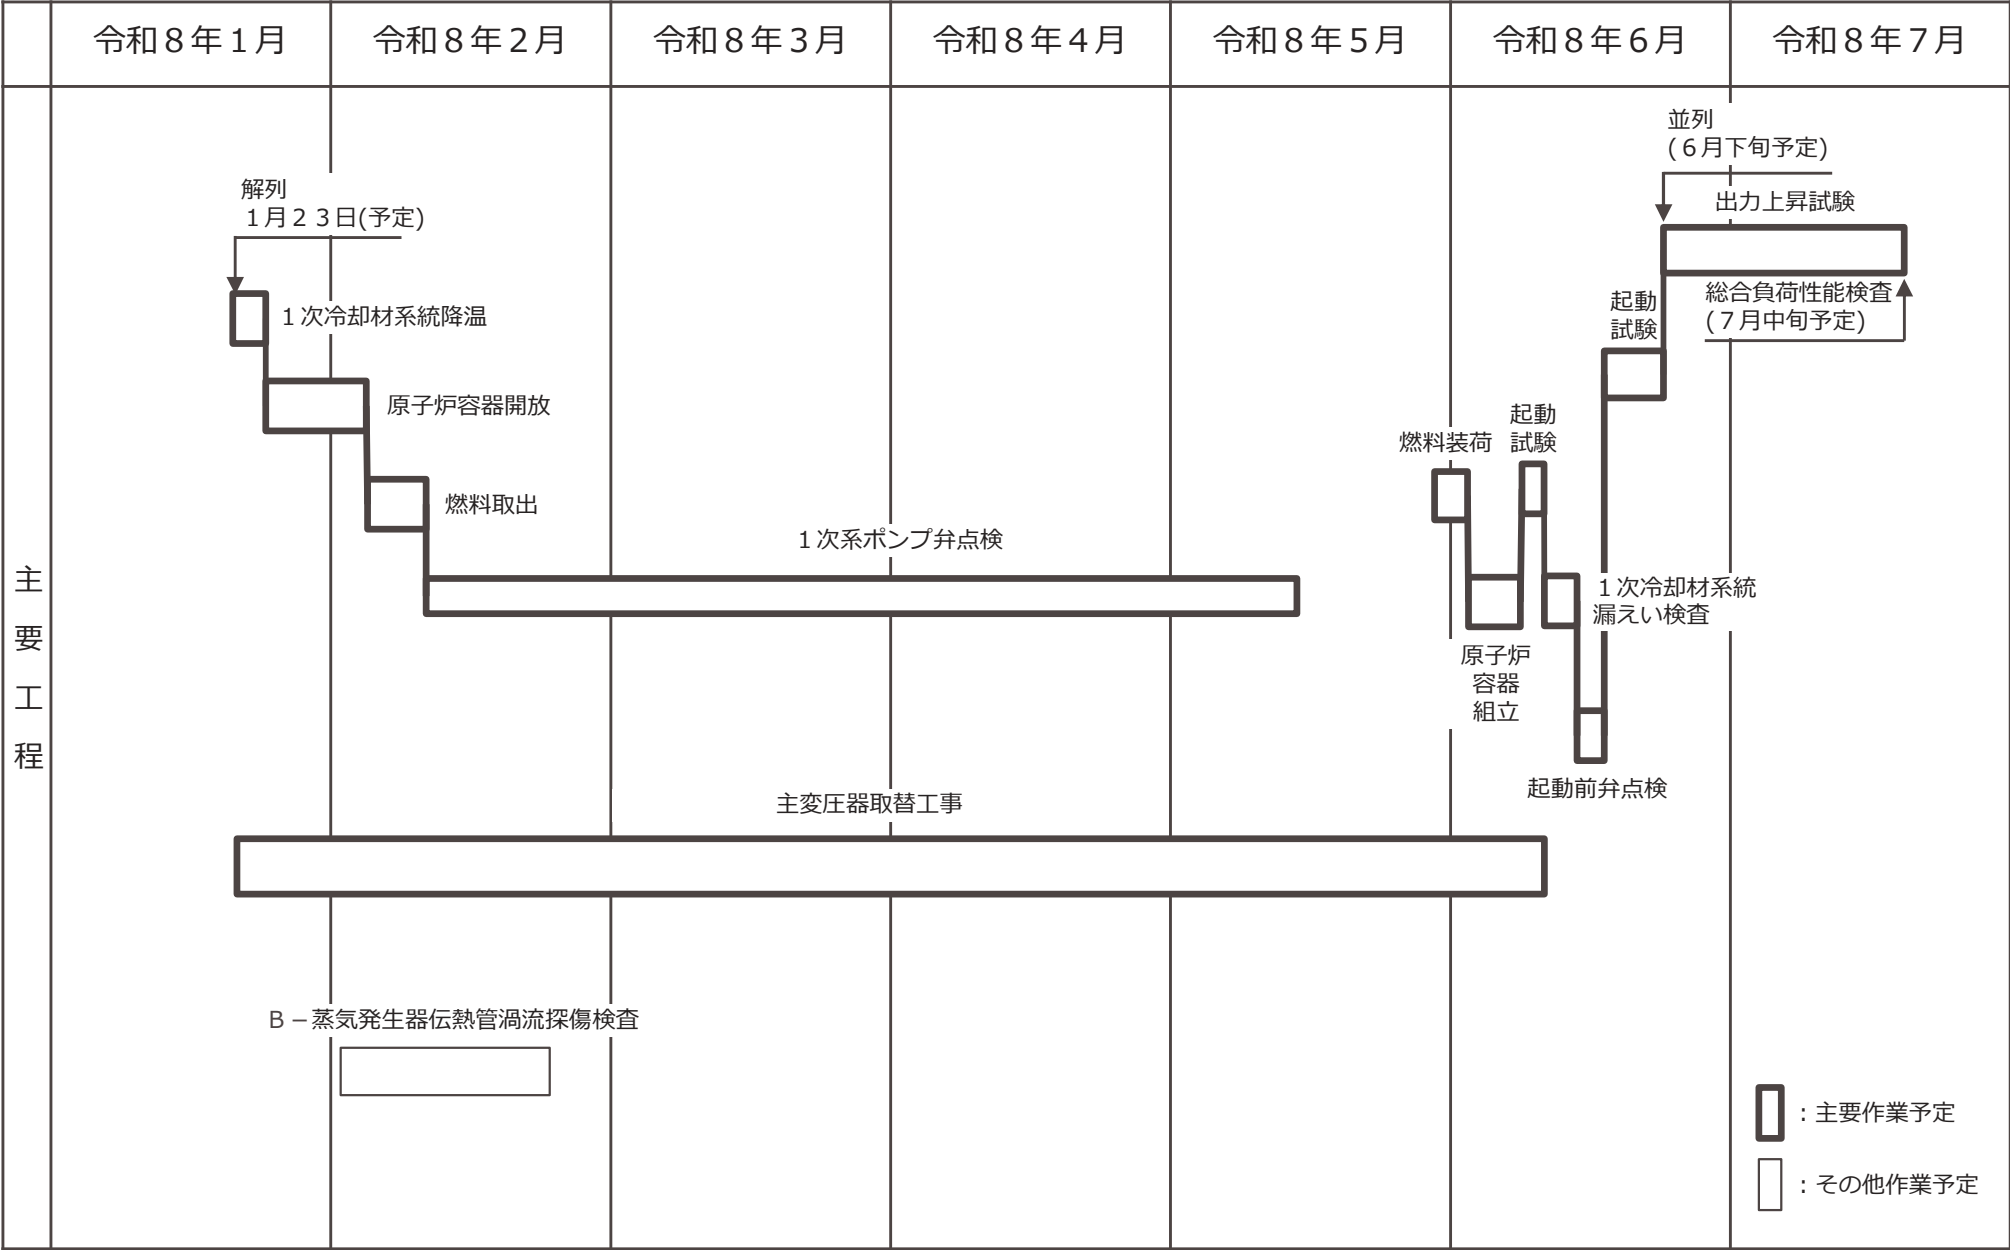 令和８年１月
令和８年２月
令和８年３月
令和８年４月
令和８年５月
令和８年６月
令和８年７月
主
要
工
程
解列
１月２３日(予定)
１次冷却材系統降温
原子炉容器開放
燃料取出
１次系ポンプ弁点検
燃料装荷
原子炉
容器
組立
起動
試験
１次冷却材系統
漏えい検査
起動前弁点検
起動
試験
並列
(６月下旬予定)
出力上昇試験
総合負荷性能検査
(７月中旬予定)
主変圧器取替工事
Ｂ－蒸気発生器伝熱管渦流探傷検査
：主要作業予定
：その他作業予定